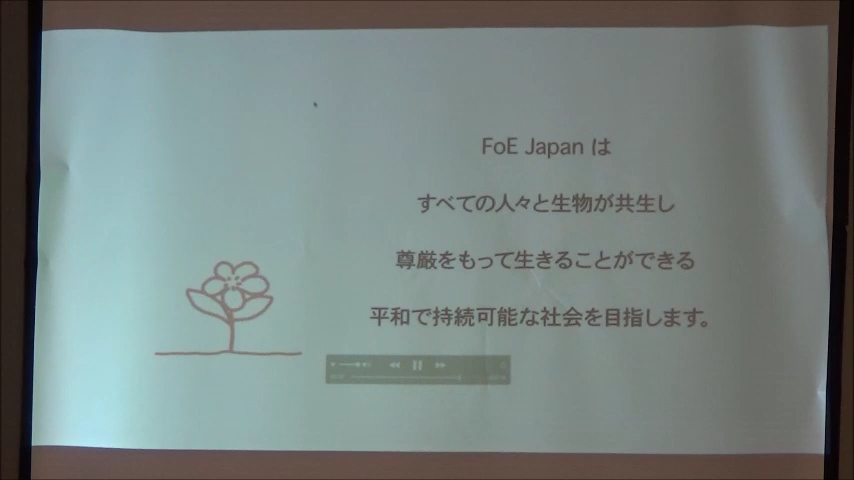 FoE Japan は
すべての人々と生物が共生し
尊厳をもって生きることができる
平和で持続可能な社会を目指します。